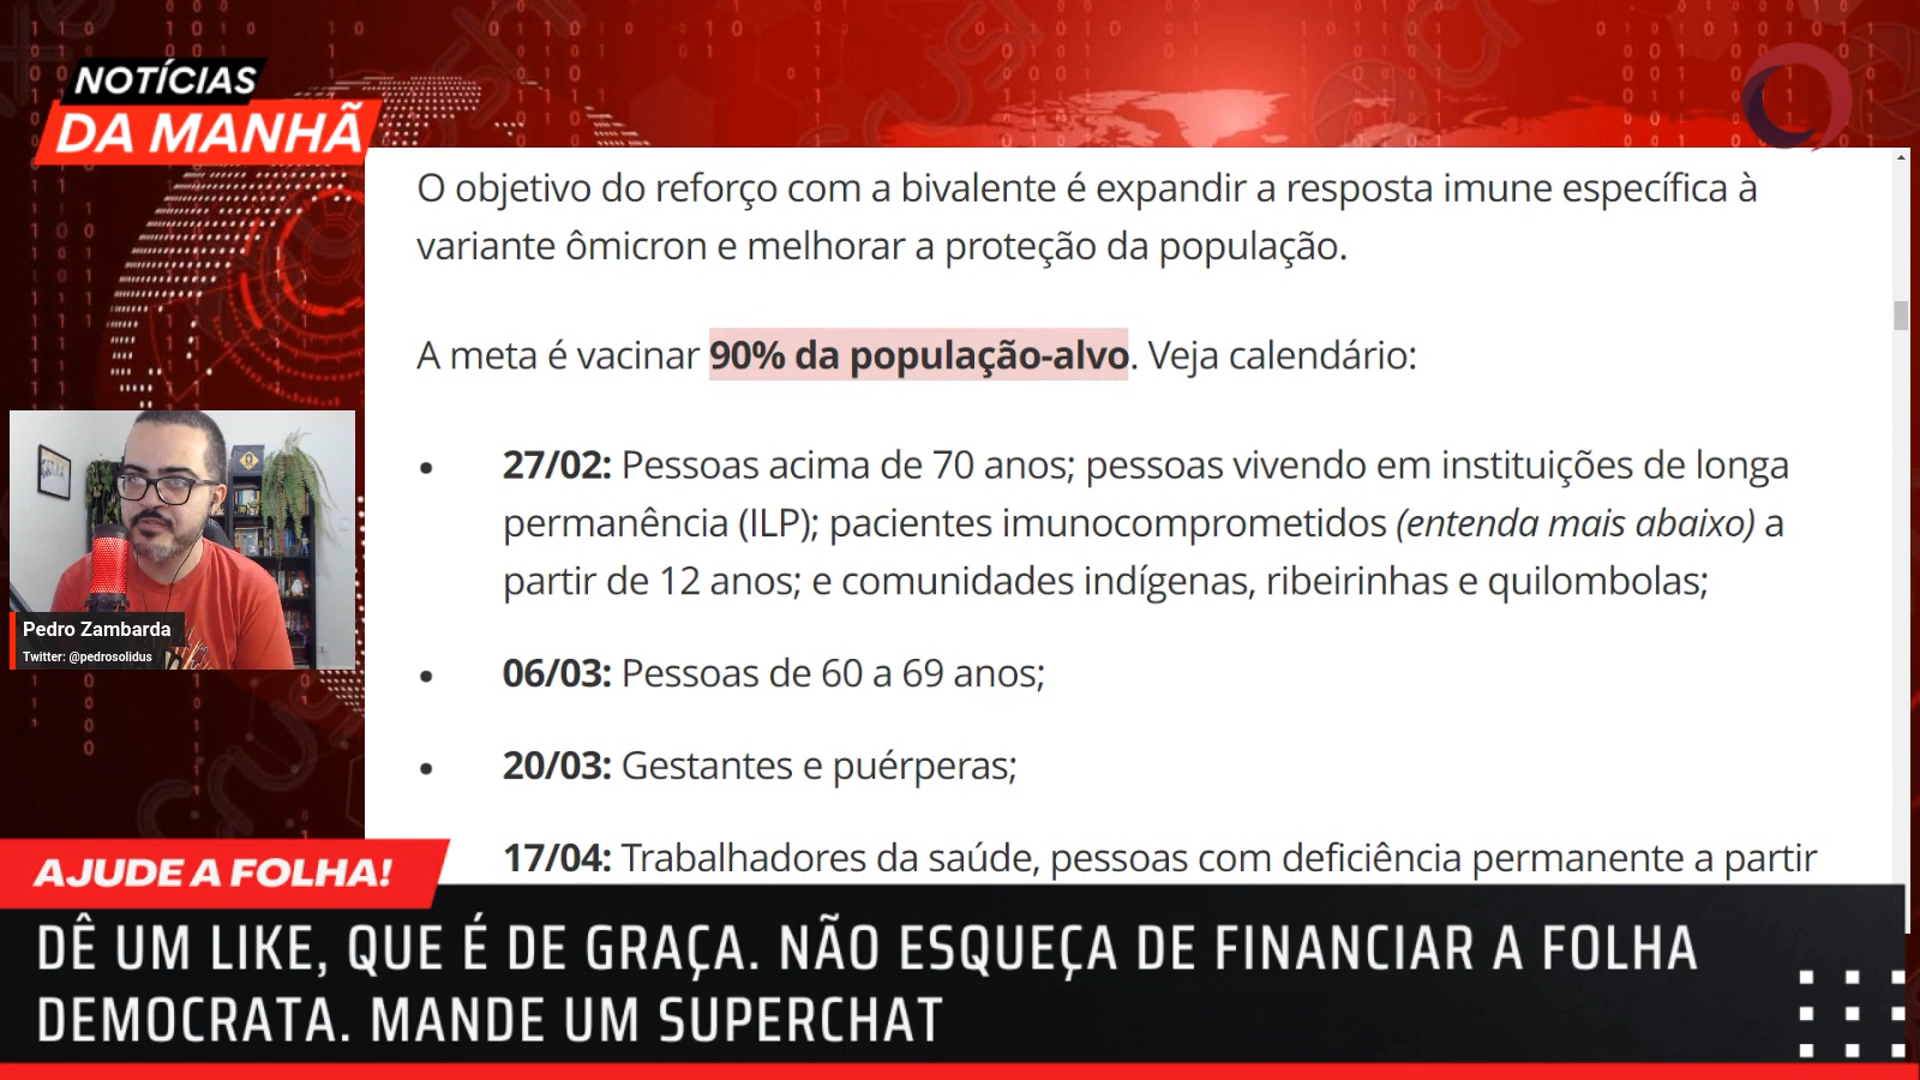 NOTÍCIAS
DA MANHÃ
O objetivo do reforço com a bivalente é expandir a resposta imune específica à
variante ômicron e melhorar a proteção da população.
A meta é vacinar 90% da população-alvo. Veja calendário:
• 27/02: Pessoas acima de 70 anos; pessoas vivendo em instituições de longa
permanência (ILP); pacientes imunocomprometidos (entenda mais abaixo) a
partir de 12 anos; e comunidades indígenas, ribeirinhas e quilombolas;
• 06/03: Pessoas de 60 a 69 anos;
• 20/03: Gestantes e puérperas;
17/04: Trabalhadores da saúde, pessoas com deficiência permanente a partir
Pedro Zambarda
Twitter: @pedrosolidus
AJUDE A FOLHA!
DÊ UM LIKE, QUE É DE GRAÇA. NÃO ESQUEÇA DE FINANCIAR A FOLHA
DEMOCRATA. MANDE UM SUPERCHAT